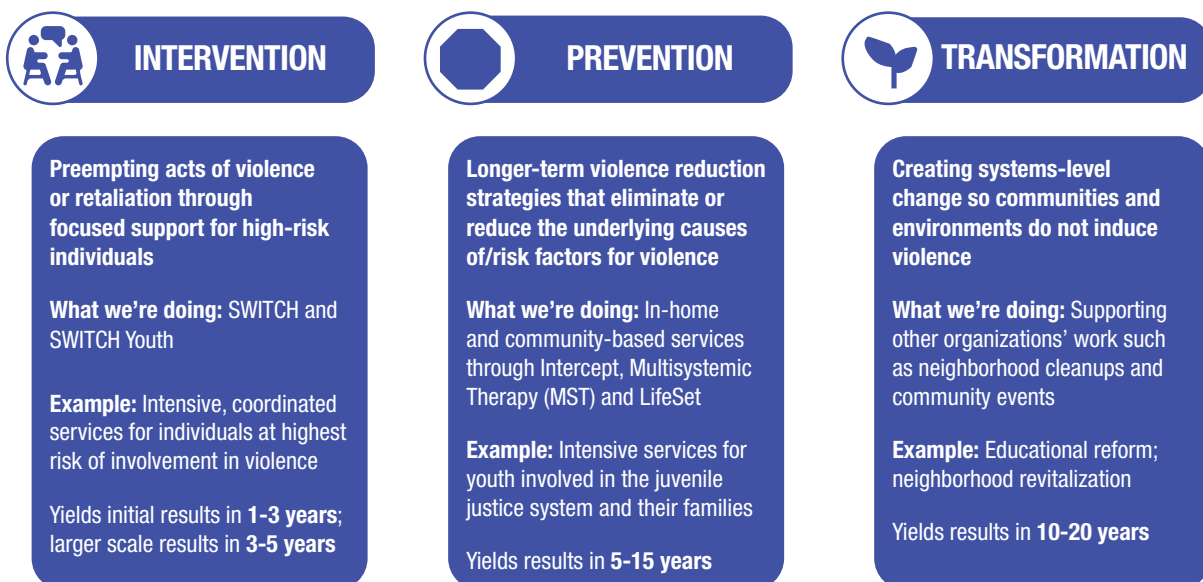 INTERVENTION
Preempting acts of violence
or retaliation through
focused support for high-risk
individuals
What we're doing: SWITCH and
SWITCH Youth
Example: Intensive, coordinated
services for individuals at highest
risk of involvement in violence
Yields initial results in 1-3 years;
larger scale results in 3-5 years
PREVENTION
Longer-term violence reduction
strategies that eliminate or
reduce the underlying causes
of/risk factors for violence
What we're doing: In-home
and community-based services
through Intercept, Multisystemic
Therapy (MST) and LifeSet
Example: Intensive services for
youth involved in the juvenile
justice system and their families
Yields results in 5-15 years
TRANSFORMATION
Creating systems-level
change so communities and
environments do not induce
violence
What we're doing: Supporting
other organizations' work such
as neighborhood cleanups and
community events
Example: Educational reform;
neighborhood revitalization
Yields results in 10-20 years